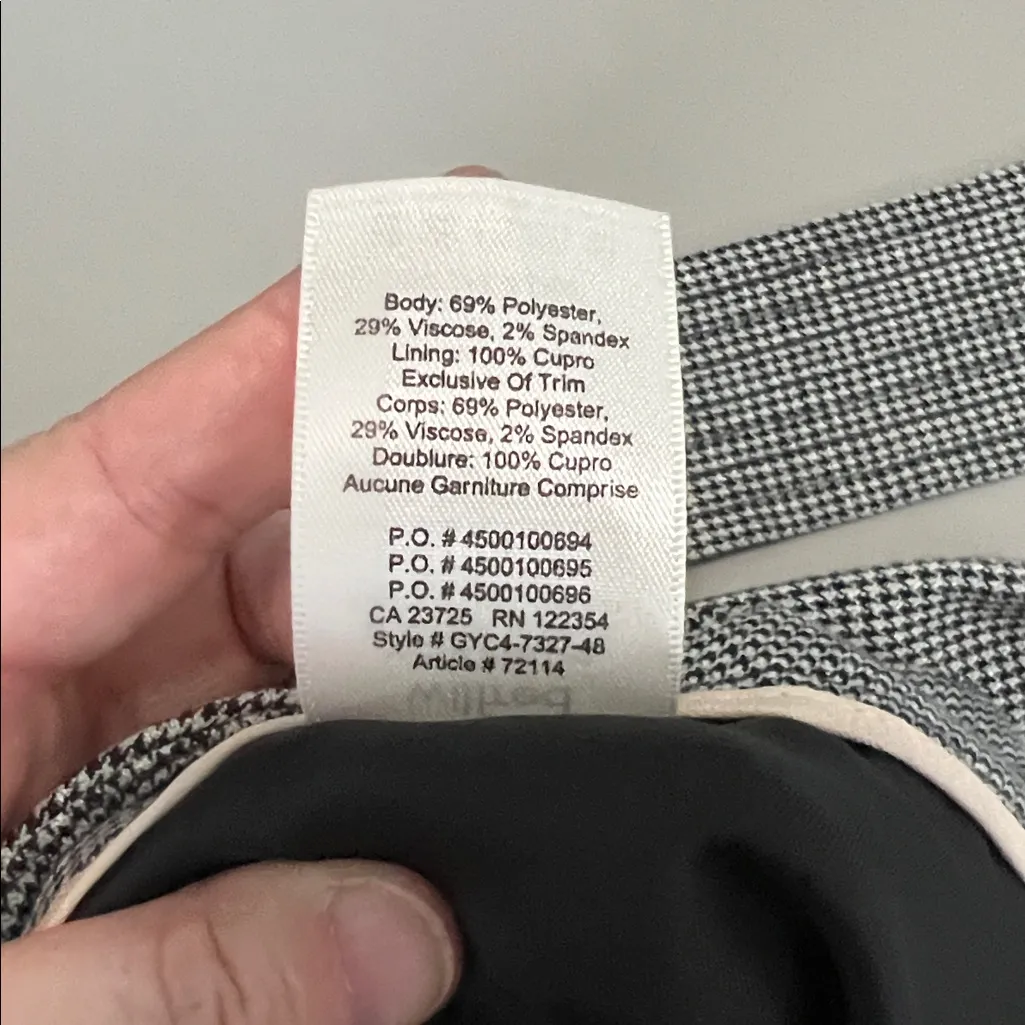 Body: 69% Polyester,
29% Viscose, 2% Spandex
Lining: 100% Cupro
Exclusive Of Trim
Corps: 69% Polyester,
29% Viscose, 2% Spandex
Doublure: 100% Cupro
Aucune Garniture Comprise
P.O. # 4500100694
P.O. # 4500100695
P.O. # 4500100696
CA 23725 RN 122354
Style # GYC4-7327-48
Article # 72114